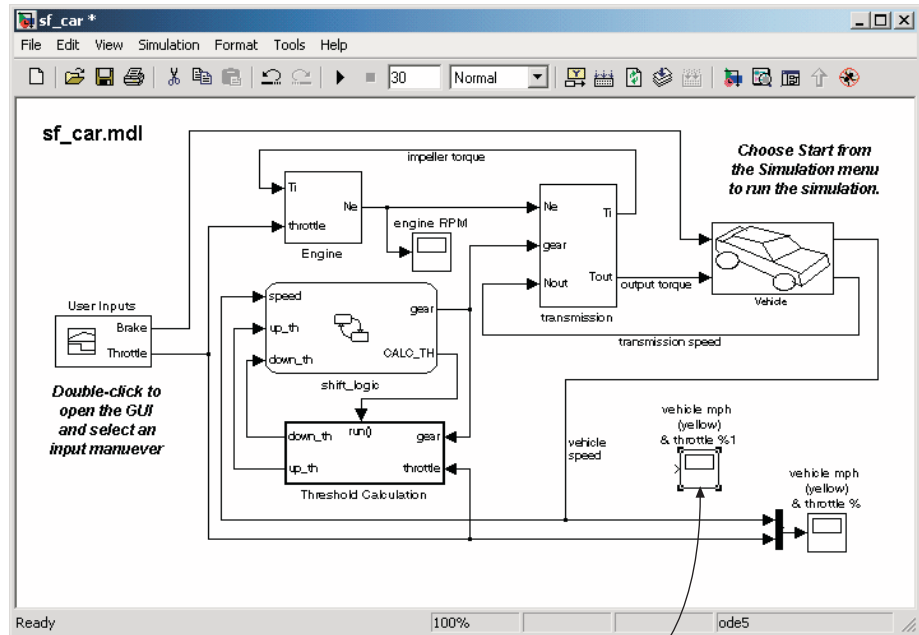 sf_car *
File Edit View Simulation Format Tools Help
30 Normal
sf_car.mdl
Choose Start from
the Simulation menu
to run the simulation.
impeller torque
Ti
Ne
throttle
Engine
engine RPM
Ne
Ti
gear
Nout
Tout
transmission
output torque
Vehicle
transmission speed
User Inputs
Brake
Throttle
Double-click to
open the GUI
and select an
input manuever
speed
gear
up_th
CALC_TH
down_th
shift_logic
run()
down_th
gear
up_th
throttle
Threshold Calculation
vehicle
speed
vehicle mph
(yellow)
& throttle %1
vehicle mph
(yellow)
& throttle %
Ready 100% ode5